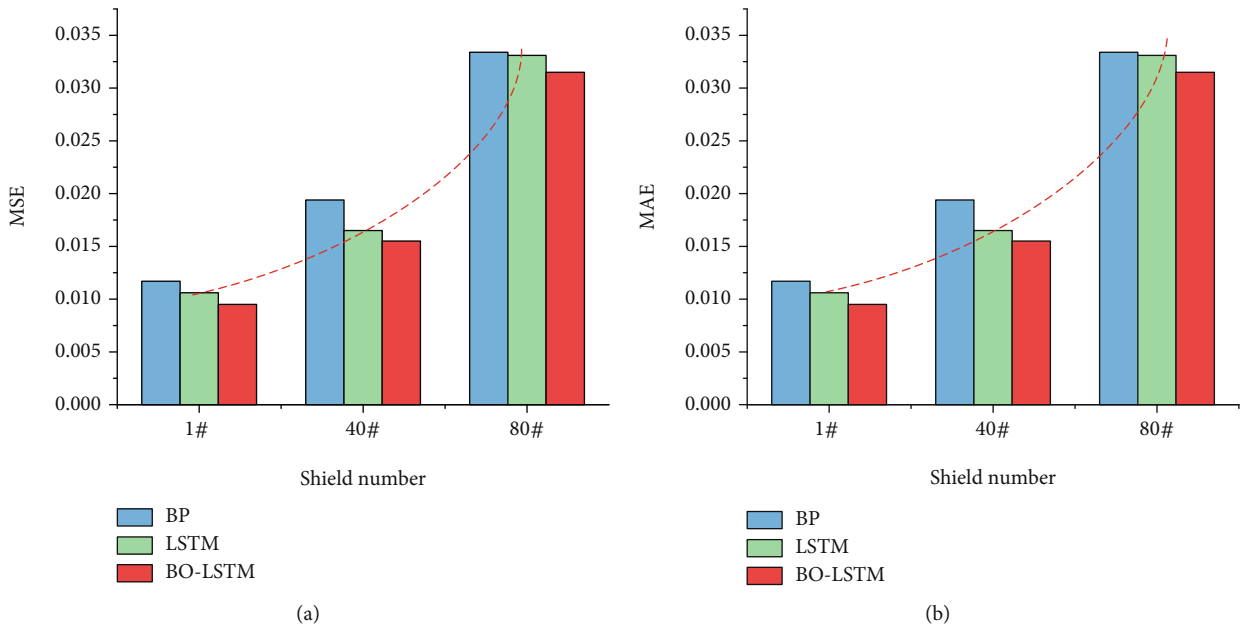 0.035
0.030
0.025
0.020
0.015
0.010
0.005
0.000
MSE
1# 40# 80#
Shield number
BP
LSTM
BO-LSTM
(a)
0.035
0.030
0.025
0.020
0.015
0.010
0.005
0.000
MAE
1# 40# 80#
Shield number
BP
LSTM
BO-LSTM
(b)